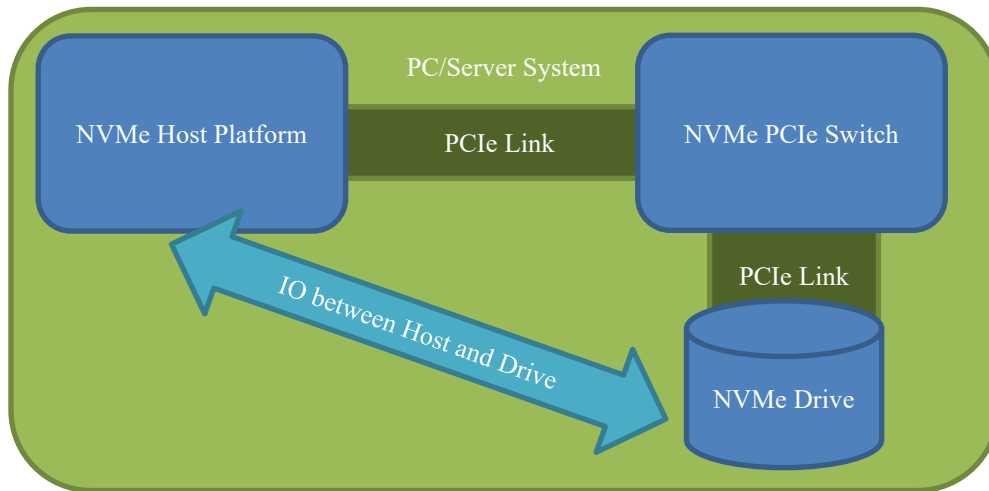 PC/Server System
NVMe Host Platform
PCIe Link
NVMe PCIe Switch
PCIe Link
IO between Host and Drive
NVMe Drive